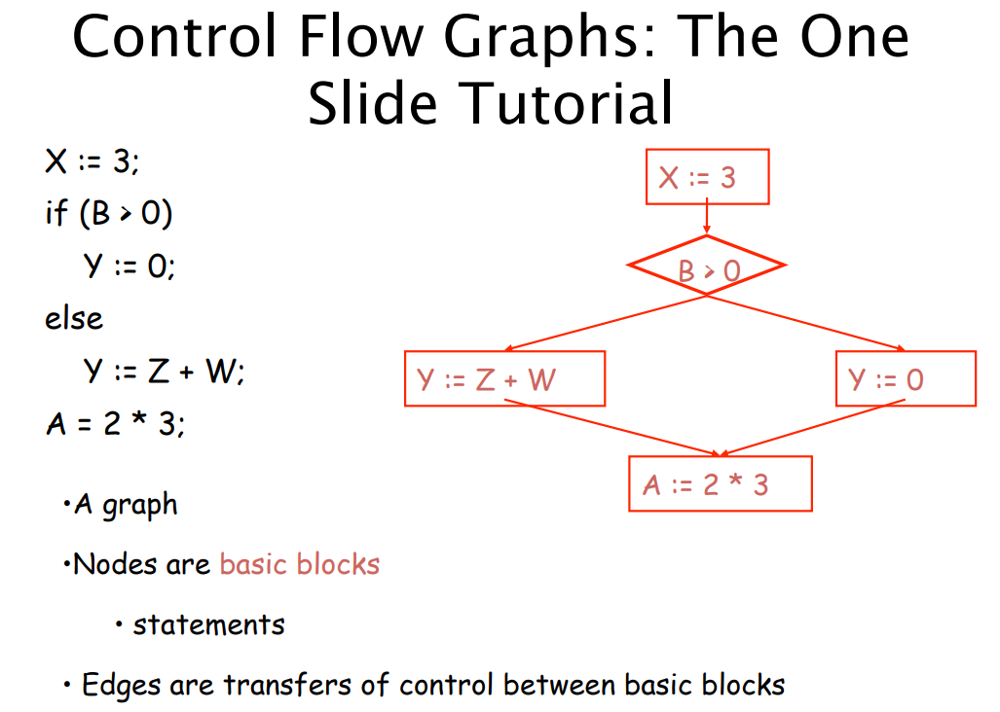 Control Flow Graphs: The One
Slide Tutorial
X := 3;
if (B > 0)
Y := 0;
else
Y := Z + W;
A = 2 * 3;
•A graph
•Nodes are basic blocks
• statements
• Edges are transfers of control between basic blocks
X := 3
B > 0
Y := Z + W
Y := 0
A := 2 * 3